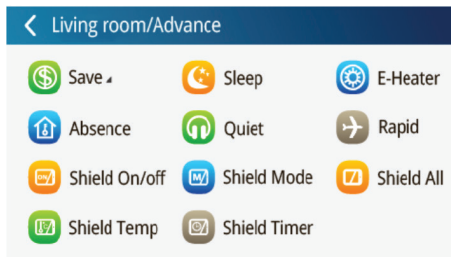 Living room/Advance
Save Sleep E-Heater
Absence Quiet Rapid
Shield On/off Shield Mode Shield All
Shield Temp Shield Timer